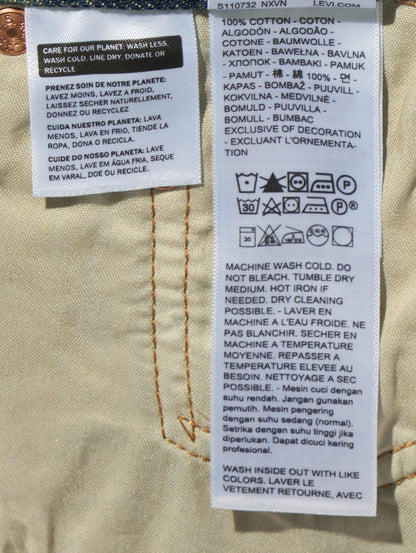 CARE FOR OUR PLANET: WASH LESS,
WASH COLD, LINE DRY, DONATE OR
RECYCLE
PRENEZ SOIN DE NOTRE PLANÈTE:
LAVEZ MOINS, LAVEZ A FROID,
LAISSEZ SECHER NATURELLEMENT,
DONNEZ OU RECYCLEZ
CUIDA NUESTRO PLANETA: LAVA
MENOS, LAVA EN FRIO, TIENDE LA
ROPA, DONA O RECICLA.
CUIDE DO NOSSO PLANETA: LAVA
MENOS, LAVE EM ÁGUA FRIA, SEQUE
EM VARAL, DOE OU RECICLE.
S110732 NXVN LEVI.COM
100% COTTON - COTON -
ALGODÓN - ALGODÃO -
COTONE - BAUMWOLLE -
KATOEN - BAWEŁNA - BAVLNA
- ХЛОПОК - BAMBAKI - PAMUK
- PAMUT - 棉 - 綿 100% - 면 -
KAPAS - BOMBAŽ - PUUVILL -
KOKVILNA - MEDVILNĖ -
BOMULD - PUUVILLA -
BOMULL - BUMBAC
EXCLUSIVE OF DECORATION
- EXCLUANT L'ORNEMENTA-
TION
P
30 P
30
MACHINE WASH COLD. DO
NOT BLEACH. TUMBLE DRY
MEDIUM. HOT IRON IF
NEEDED. DRY CLEANING
POSSIBLE. - LAVER EN
MACHINE A L'EAU FROIDE. NE
PAS BLANCHIR. SECHER EN
MACHINE A TEMPERATURE
MOYENNE. REPASSER A
TEMPERATURE ELEVEE AU
BESOIN. NETTOYAGE A SEC
POSSIBLE. - Mesin cuci dengan
suhu rendah. Jangan gunakan
pemutih. Mesin pengering
dengan suhu sedang (normal).
Setrika dengan suhu tinggi jika
diperlukan. Dapat dicuci kering
profesional.
WASH INSIDE OUT WITH LIKE
COLORS. LAVER LE
VETEMENT RETOURNE, AVEC